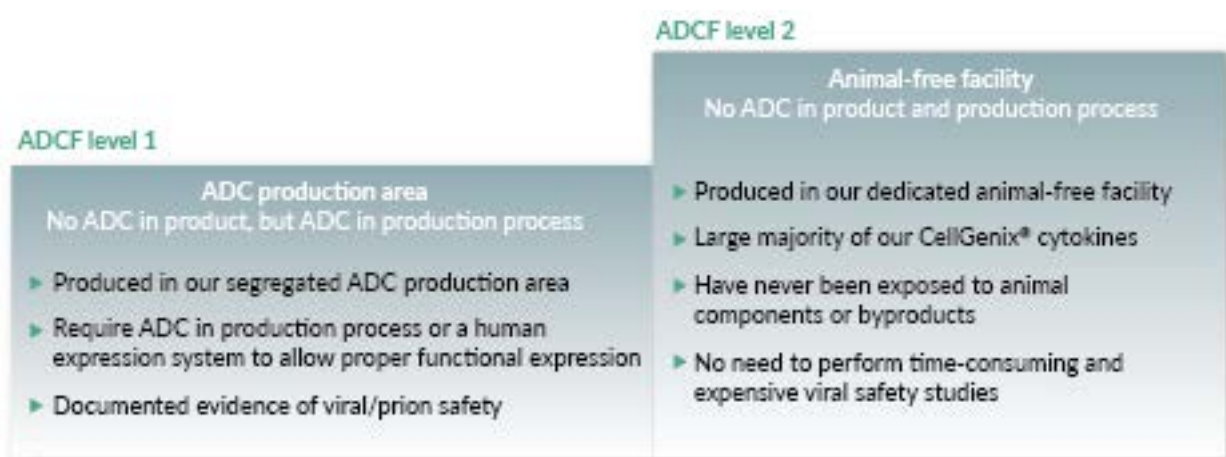 ADCF level 1
ADC production area
No ADC in product, but ADC in production process
▸ Produced in our segregated ADC production area
▸ Require ADC in production process or a human
expression system to allow proper functional expression
▸ Documented evidence of viral/prion safety
ADCF level 2
Animal-free facility
No ADC in product and production process
▸ Produced in our dedicated animal-free facility
▸ Large majority of our CellGenix® cytokines
▸ Have never been exposed to animal
components or byproducts
▸ No need to perform time-consuming and
expensive viral safety studies